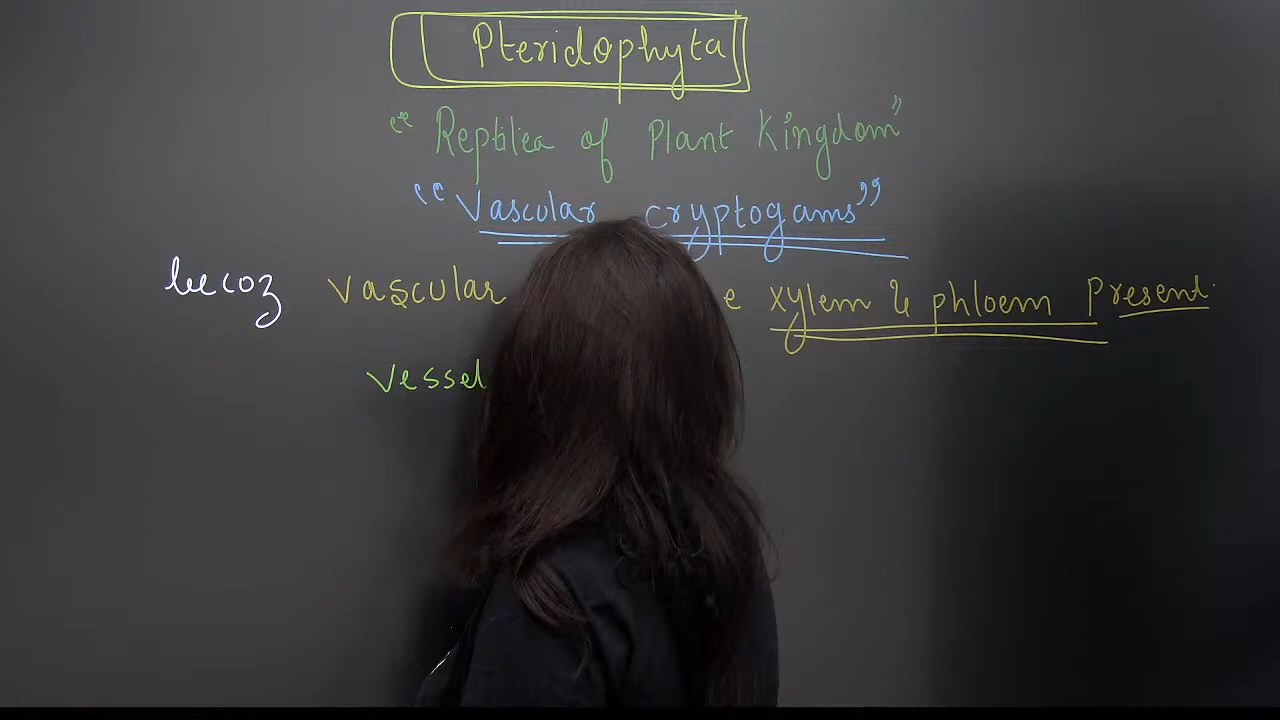 Pteridophyta
"Reptilea of Plant Kingdom"
"Vascular cryptogams"
becoz vascular e xylem & phloem Present.
vessel